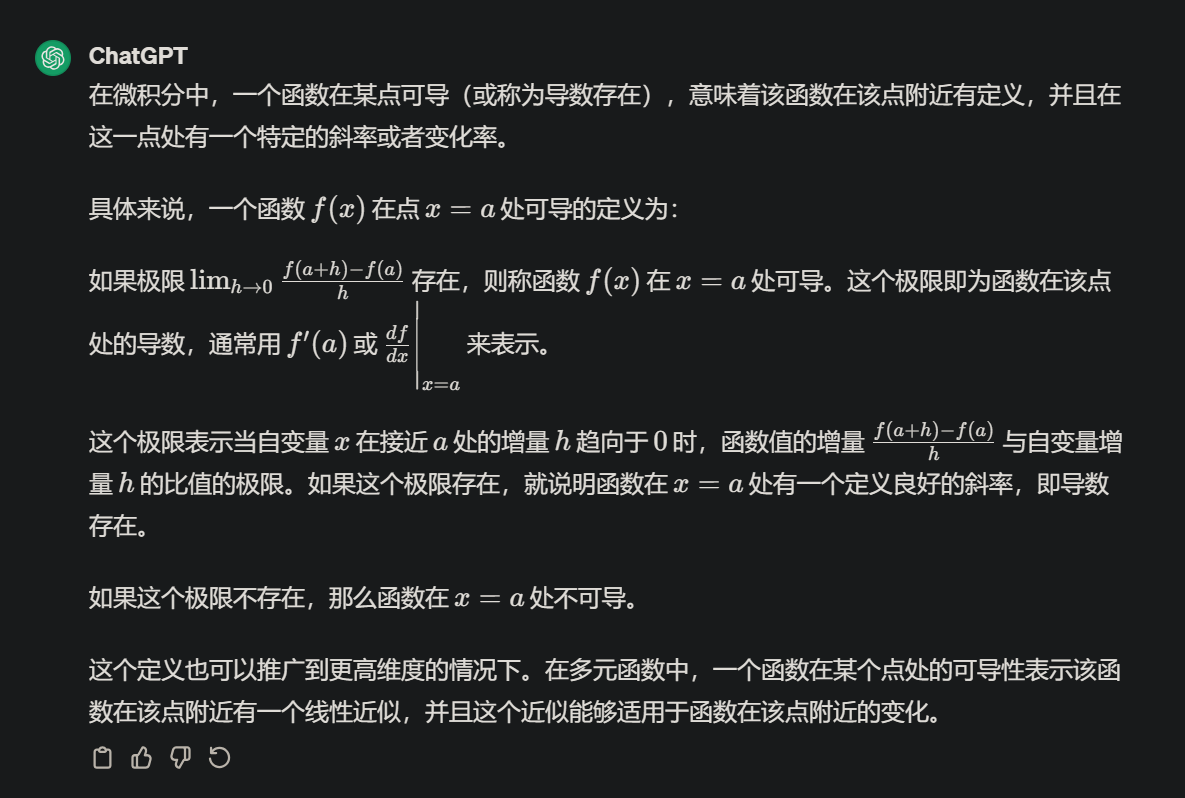 ChatGPT
在微积分中，一个函数在某点可导（或称为导数存在），意味着该函数在该点附近有定义，并且在
这一点处有一个特定的斜率或者变化率。
具体来说，一个函数 f(x) 在点 x = a 处可导的定义为：
如果极限 lim_{h→0} \frac{f(a+h)−f(a)}{h} 存在，则称函数 f(x) 在 x = a 处可导。这个极限即为函数在该点
处的导数，通常用 f′(a) 或 \frac{df}{dx}|_{x=a} 来表示。
这个极限表示当自变量 x 在接近 a 处的增量 h 趋向于 0 时，函数值的增量 \frac{f(a+h)−f(a)}{h} 与自变量增
量 h 的比值的极限。如果这个极限存在，就说明函数在 x = a 处有一个定义良好的斜率，即导数
存在。
如果这个极限不存在，那么函数在 x = a 处不可导。
这个定义也可以推广到更高维度的情况下。在多元函数中，一个函数在某个点处的可导性表示该函
数在该点附近有一个线性近似，并且这个近似能够适用于函数在该点附近的变化。